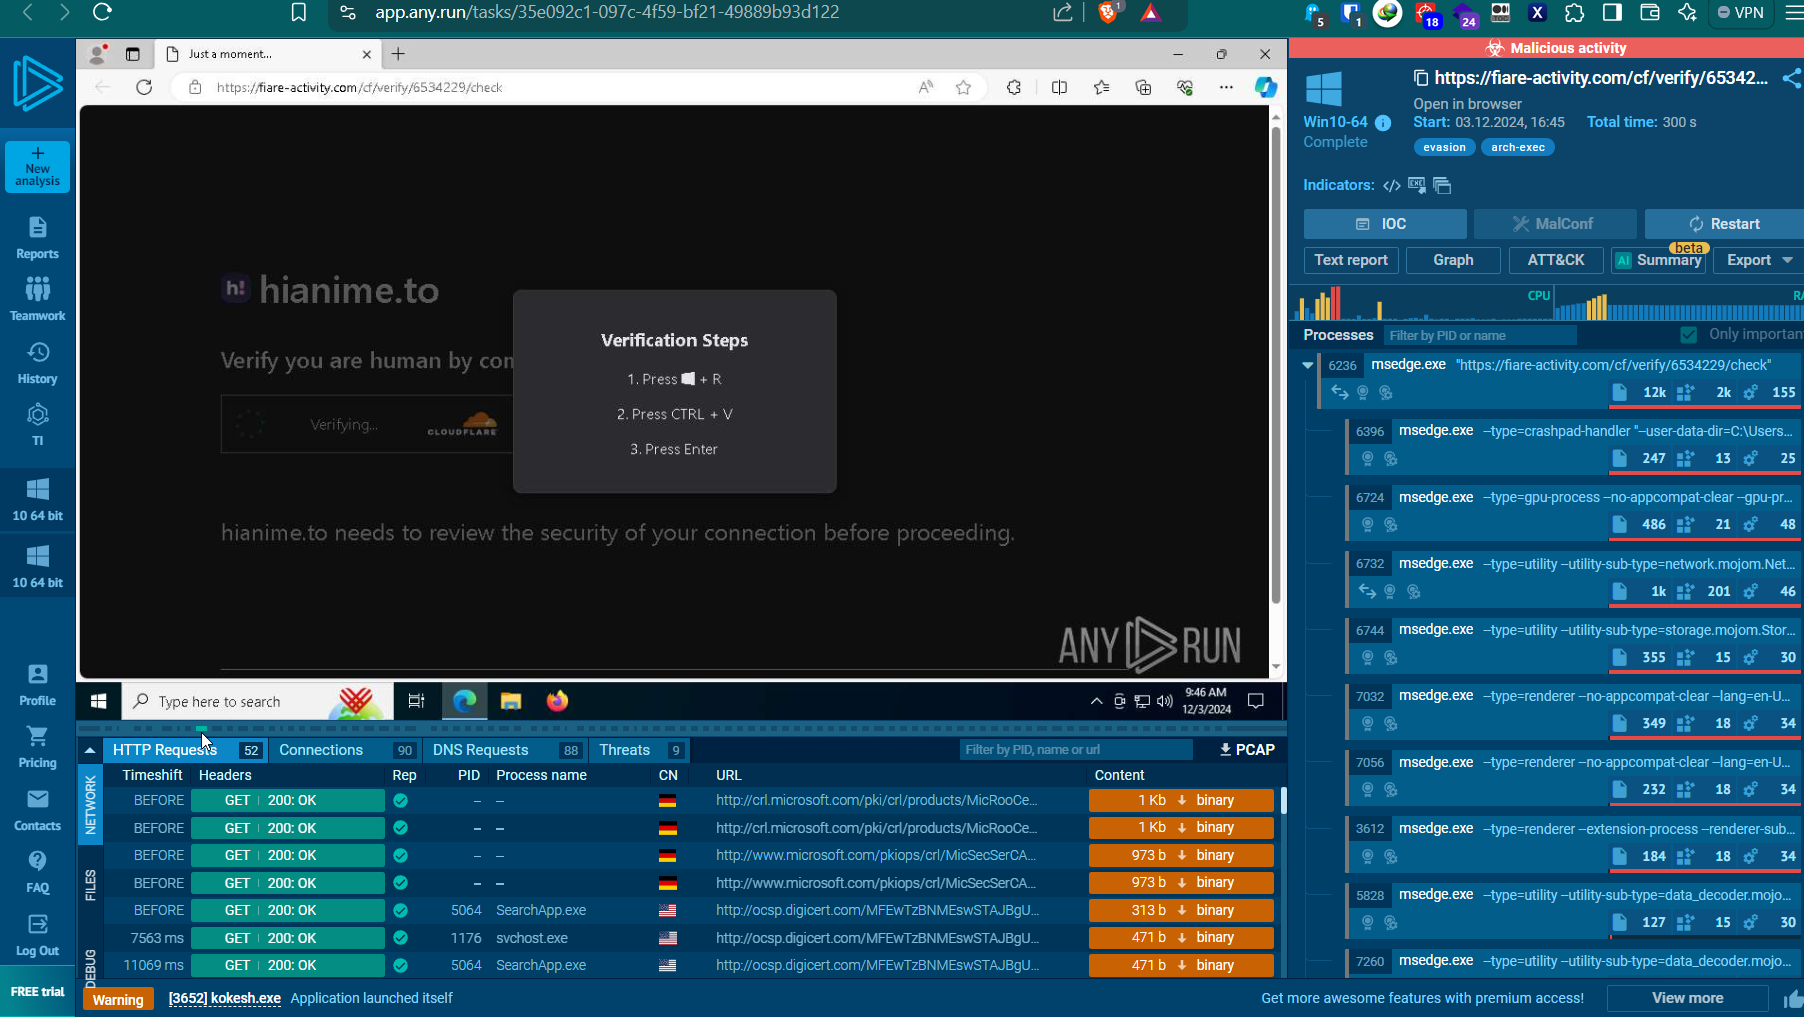 app.any.run/tasks/35e092c1-097c-4f59-bf21-49889b93d122
1
5
1
18
24
X
VPN
Just a moment...
https://fiare-activity.com/cf/verify/6534229/check
h! hianime.to
Verify you are human by com
Verifying...
CLOUDFLARE
Verification Steps
1. Press + R
2. Press CTRL + V
3. Press Enter
hianime.to needs to review the security of your connection before proceeding.
ANY RUN
Type here to search
9:46 AM
12/3/2024
New
analysis
Reports
Teamwork
History
TI
10 64 bit
10 64 bit
Profile
Pricing
Contacts
FAQ
Log Out
FREE trial
HTTP Requests 52 Connections 90 DNS Requests 88 Threats 9 Filter by PID, name or url PCAP
NETWORK
FILES
DEBUG
Timeshift Headers Rep PID Process name CN URL Content
BEFORE GET 200: OK – – http://crl.microsoft.com/pki/crl/products/MicRooCe... 1 Kb binary
BEFORE GET 200: OK – – http://crl.microsoft.com/pki/crl/products/MicRooCe... 1 Kb binary
BEFORE GET 200: OK – – http://www.microsoft.com/pkiops/crl/MicSecSerCA... 973 b binary
BEFORE GET 200: OK – – http://www.microsoft.com/pkiops/crl/MicSecSerCA... 973 b binary
BEFORE GET 200: OK 5064 SearchApp.exe http://ocsp.digicert.com/MFEwTzBNMEswSTAJBgU... 313 b binary
7563 ms GET 200: OK 1176 svchost.exe http://ocsp.digicert.com/MFEwTzBNMEswSTAJBgU... 471 b binary
11069 ms GET 200: OK 5064 SearchApp.exe http://ocsp.digicert.com/MFEwTzBNMEswSTAJBgU... 471 b binary
Warning [3652] kokesh.exe Application launched itself
Get more awesome features with premium access! View more
Malicious activity
https://fiare-activity.com/cf/verify/65342...
Open in browser
Win10-64 Start: 03.12.2024, 16:45 Total time: 300 s
Complete
evasion arch-exec
Indicators: </> EXE
IOC MalConf Restart
beta
Text report Graph ATT&CK AI Summary Export
CPU RA
Processes Filter by PID or name Only important
6236 msedge.exe "https://fiare-activity.com/cf/verify/6534229/check"
12k 2k 155
6396 msedge.exe --type=crashpad-handler "--user-data-dir=C:\Users...
247 13 25
6724 msedge.exe --type=gpu-process --no-appcompat-clear --gpu-pr...
486 21 48
6732 msedge.exe --type=utility --utility-sub-type=network.mojom.Net...
1k 201 46
6744 msedge.exe --type=utility --utility-sub-type=storage.mojom.Stor...
355 15 30
7032 msedge.exe --type=renderer --no-appcompat-clear --lang=en-U...
349 18 34
7056 msedge.exe --type=renderer --no-appcompat-clear --lang=en-U...
232 18 34
3612 msedge.exe --type=renderer --extension-process --renderer-sub...
184 18 34
5828 msedge.exe --type=utility --utility-sub-type=data_decoder.mojo...
127 15 30
7260 msedge.exe --type=utility --utility-sub-type=data_decoder.mojo...